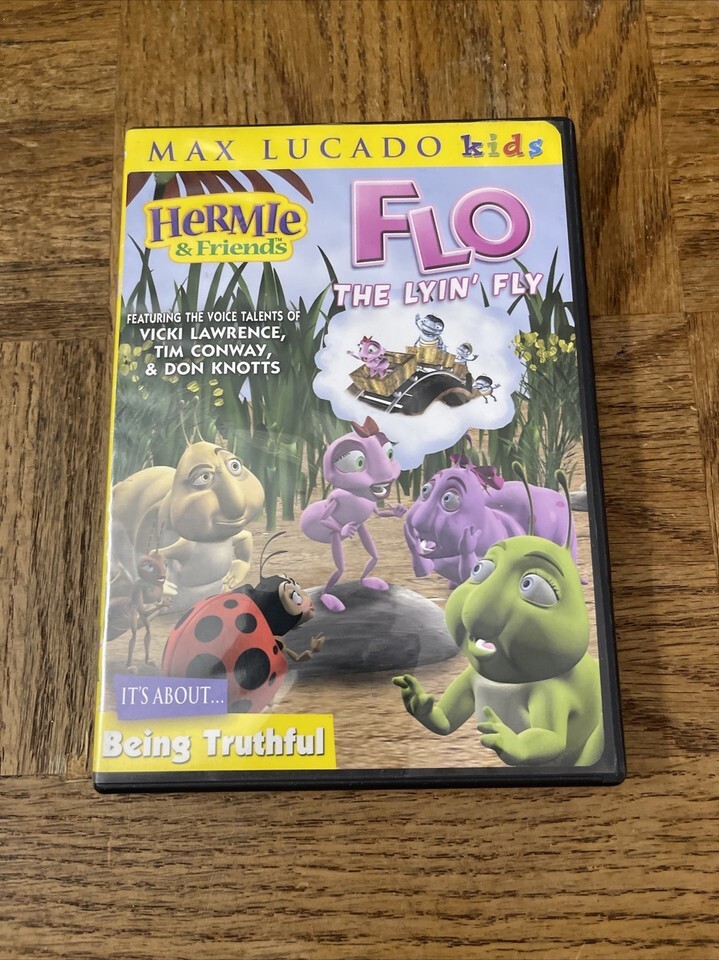 MAX LUCADO kids
HERMIE
& Friends™
FLO
THE LYIN' FLY
FEATURING THE VOICE TALENTS OF
VICKI LAWRENCE,
TIM CONWAY,
& DON KNOTTS
IT'S ABOUT...
Being Truthful